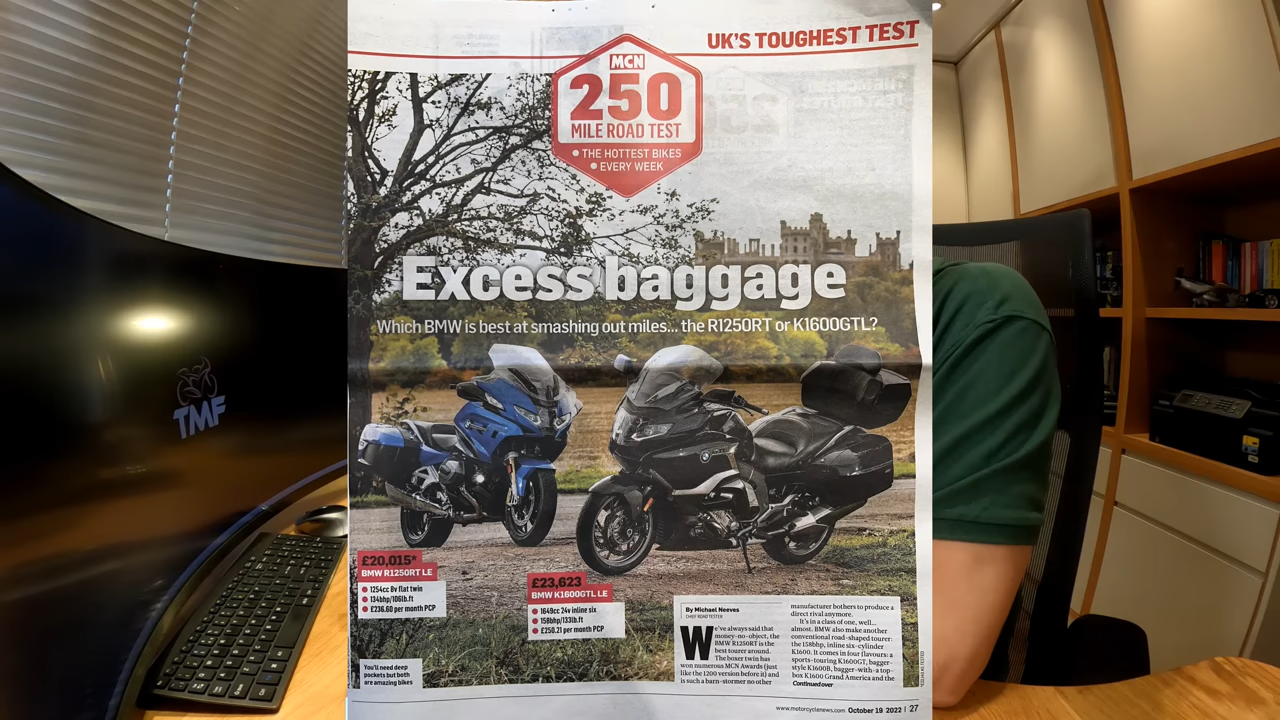 UK'S TOUGHEST TEST
MCN
250
MILE ROAD TEST
• THE HOTTEST BIKES
• EVERY WEEK
Excess baggage
Which BMW is best at smashing out miles... the R1250RT or K1600GTL?
TMF
£20,015*
BMW R1250RT LE
• 1254cc 8v flat twin
• 134bhp/106lb.ft
• £236.60 per month PCP
£23,623
BMW K1600GTL LE
• 1649cc 24v inline six
• 158bhp/133lb.ft
• £250.21 per month PCP
You'll need deep
pockets but both
are amazing bikes
By Michael Neeves
CHIEF ROAD TESTER
We've always said that
money-no-object, the
BMW R1250RT is the
best tourer around.
The boxer twin has
won numerous MCN Awards (just
like the 1200 version before it) and
is such a barn-stormer no other
manufacturer bothers to produce a
direct rival anymore.
It's in a class of one, well...
almost. BMW also make another
conventional road-shaped tourer:
the 158bhp, inline six-cylinder
K1600. It comes in four flavours: a
sports-touring K1600GT, bagger-
style K1600B, bagger-with-a-top-
box K1600 Grand America and the
Continued over
www.motorcyclenews.com October 19 2022 | 27